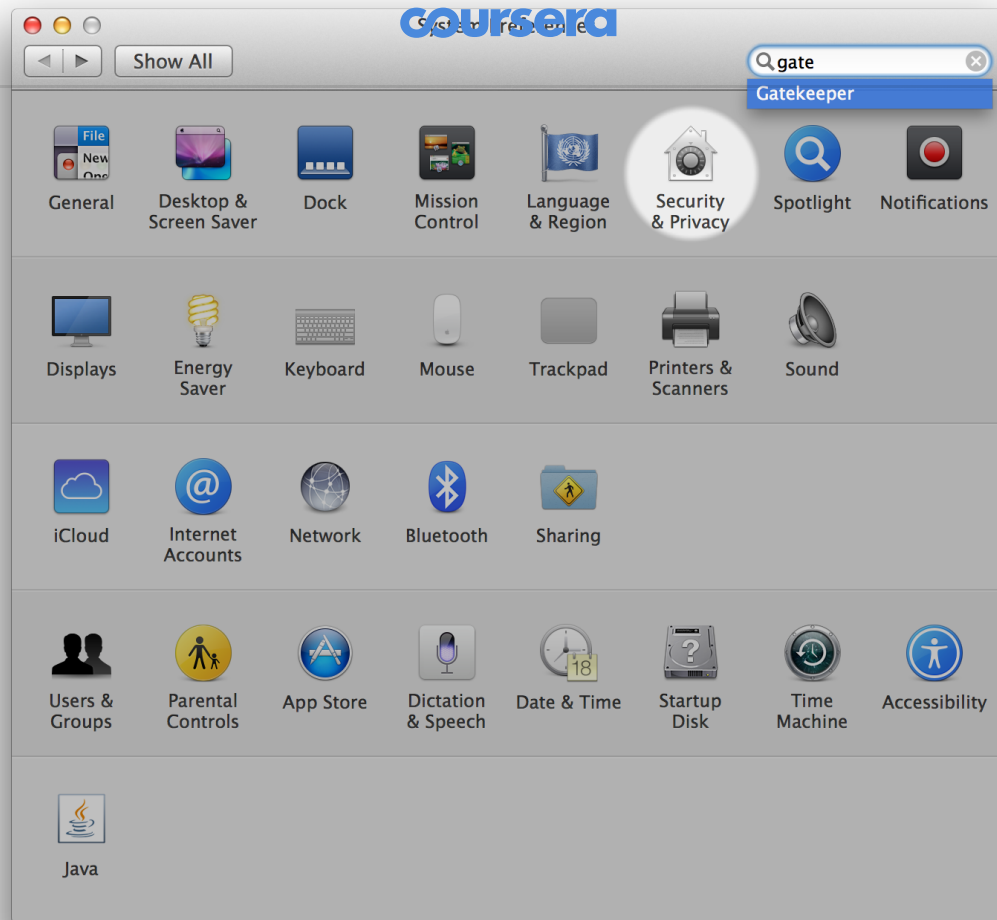 coursera
System Preferences
Show All
gate
Gatekeeper
File
New
General
Desktop &
Screen Saver
Dock
Mission
Control
Language
& Region
Security
& Privacy
Spotlight
Notifications
Displays
Energy
Saver
Keyboard
Mouse
Trackpad
Printers &
Scanners
Sound
iCloud
@
Internet
Accounts
Network
Bluetooth
Sharing
18
?
Users &
Groups
Parental
Controls
App Store
Dictation
& Speech
Date & Time
Startup
Disk
Time
Machine
Accessibility
Java